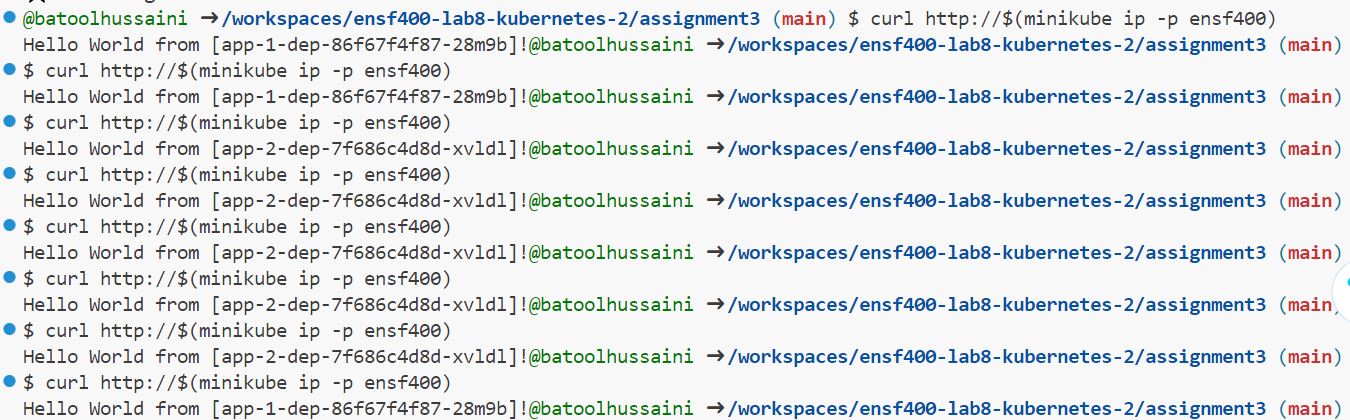 @batoolhussaini ➜/workspaces/ensf400-lab8-kubernetes-2/assignment3 (main) $ curl http://$(minikube ip -p ensf400)
Hello World from [app-1-dep-86f67f4f87-28m9b]!@batoolhussaini ➜/workspaces/ensf400-lab8-kubernetes-2/assignment3 (main)
$ curl http://$(minikube ip -p ensf400)
Hello World from [app-1-dep-86f67f4f87-28m9b]!@batoolhussaini ➜/workspaces/ensf400-lab8-kubernetes-2/assignment3 (main)
$ curl http://$(minikube ip -p ensf400)
Hello World from [app-2-dep-7f686c4d8d-xvldl]!@batoolhussaini ➜/workspaces/ensf400-lab8-kubernetes-2/assignment3 (main)
$ curl http://$(minikube ip -p ensf400)
Hello World from [app-2-dep-7f686c4d8d-xvldl]!@batoolhussaini ➜/workspaces/ensf400-lab8-kubernetes-2/assignment3 (main)
$ curl http://$(minikube ip -p ensf400)
Hello World from [app-2-dep-7f686c4d8d-xvldl]!@batoolhussaini ➜/workspaces/ensf400-lab8-kubernetes-2/assignment3 (main)
$ curl http://$(minikube ip -p ensf400)
Hello World from [app-2-dep-7f686c4d8d-xvldl]!@batoolhussaini ➜/workspaces/ensf400-lab8-kubernetes-2/assignment3 (main)
$ curl http://$(minikube ip -p ensf400)
Hello World from [app-2-dep-7f686c4d8d-xvldl]!@batoolhussaini ➜/workspaces/ensf400-lab8-kubernetes-2/assignment3 (main)
$ curl http://$(minikube ip -p ensf400)
Hello World from [app-1-dep-86f67f4f87-28m9b]!@batoolhussaini ➜/workspaces/ensf400-lab8-kubernetes-2/assignment3 (main)